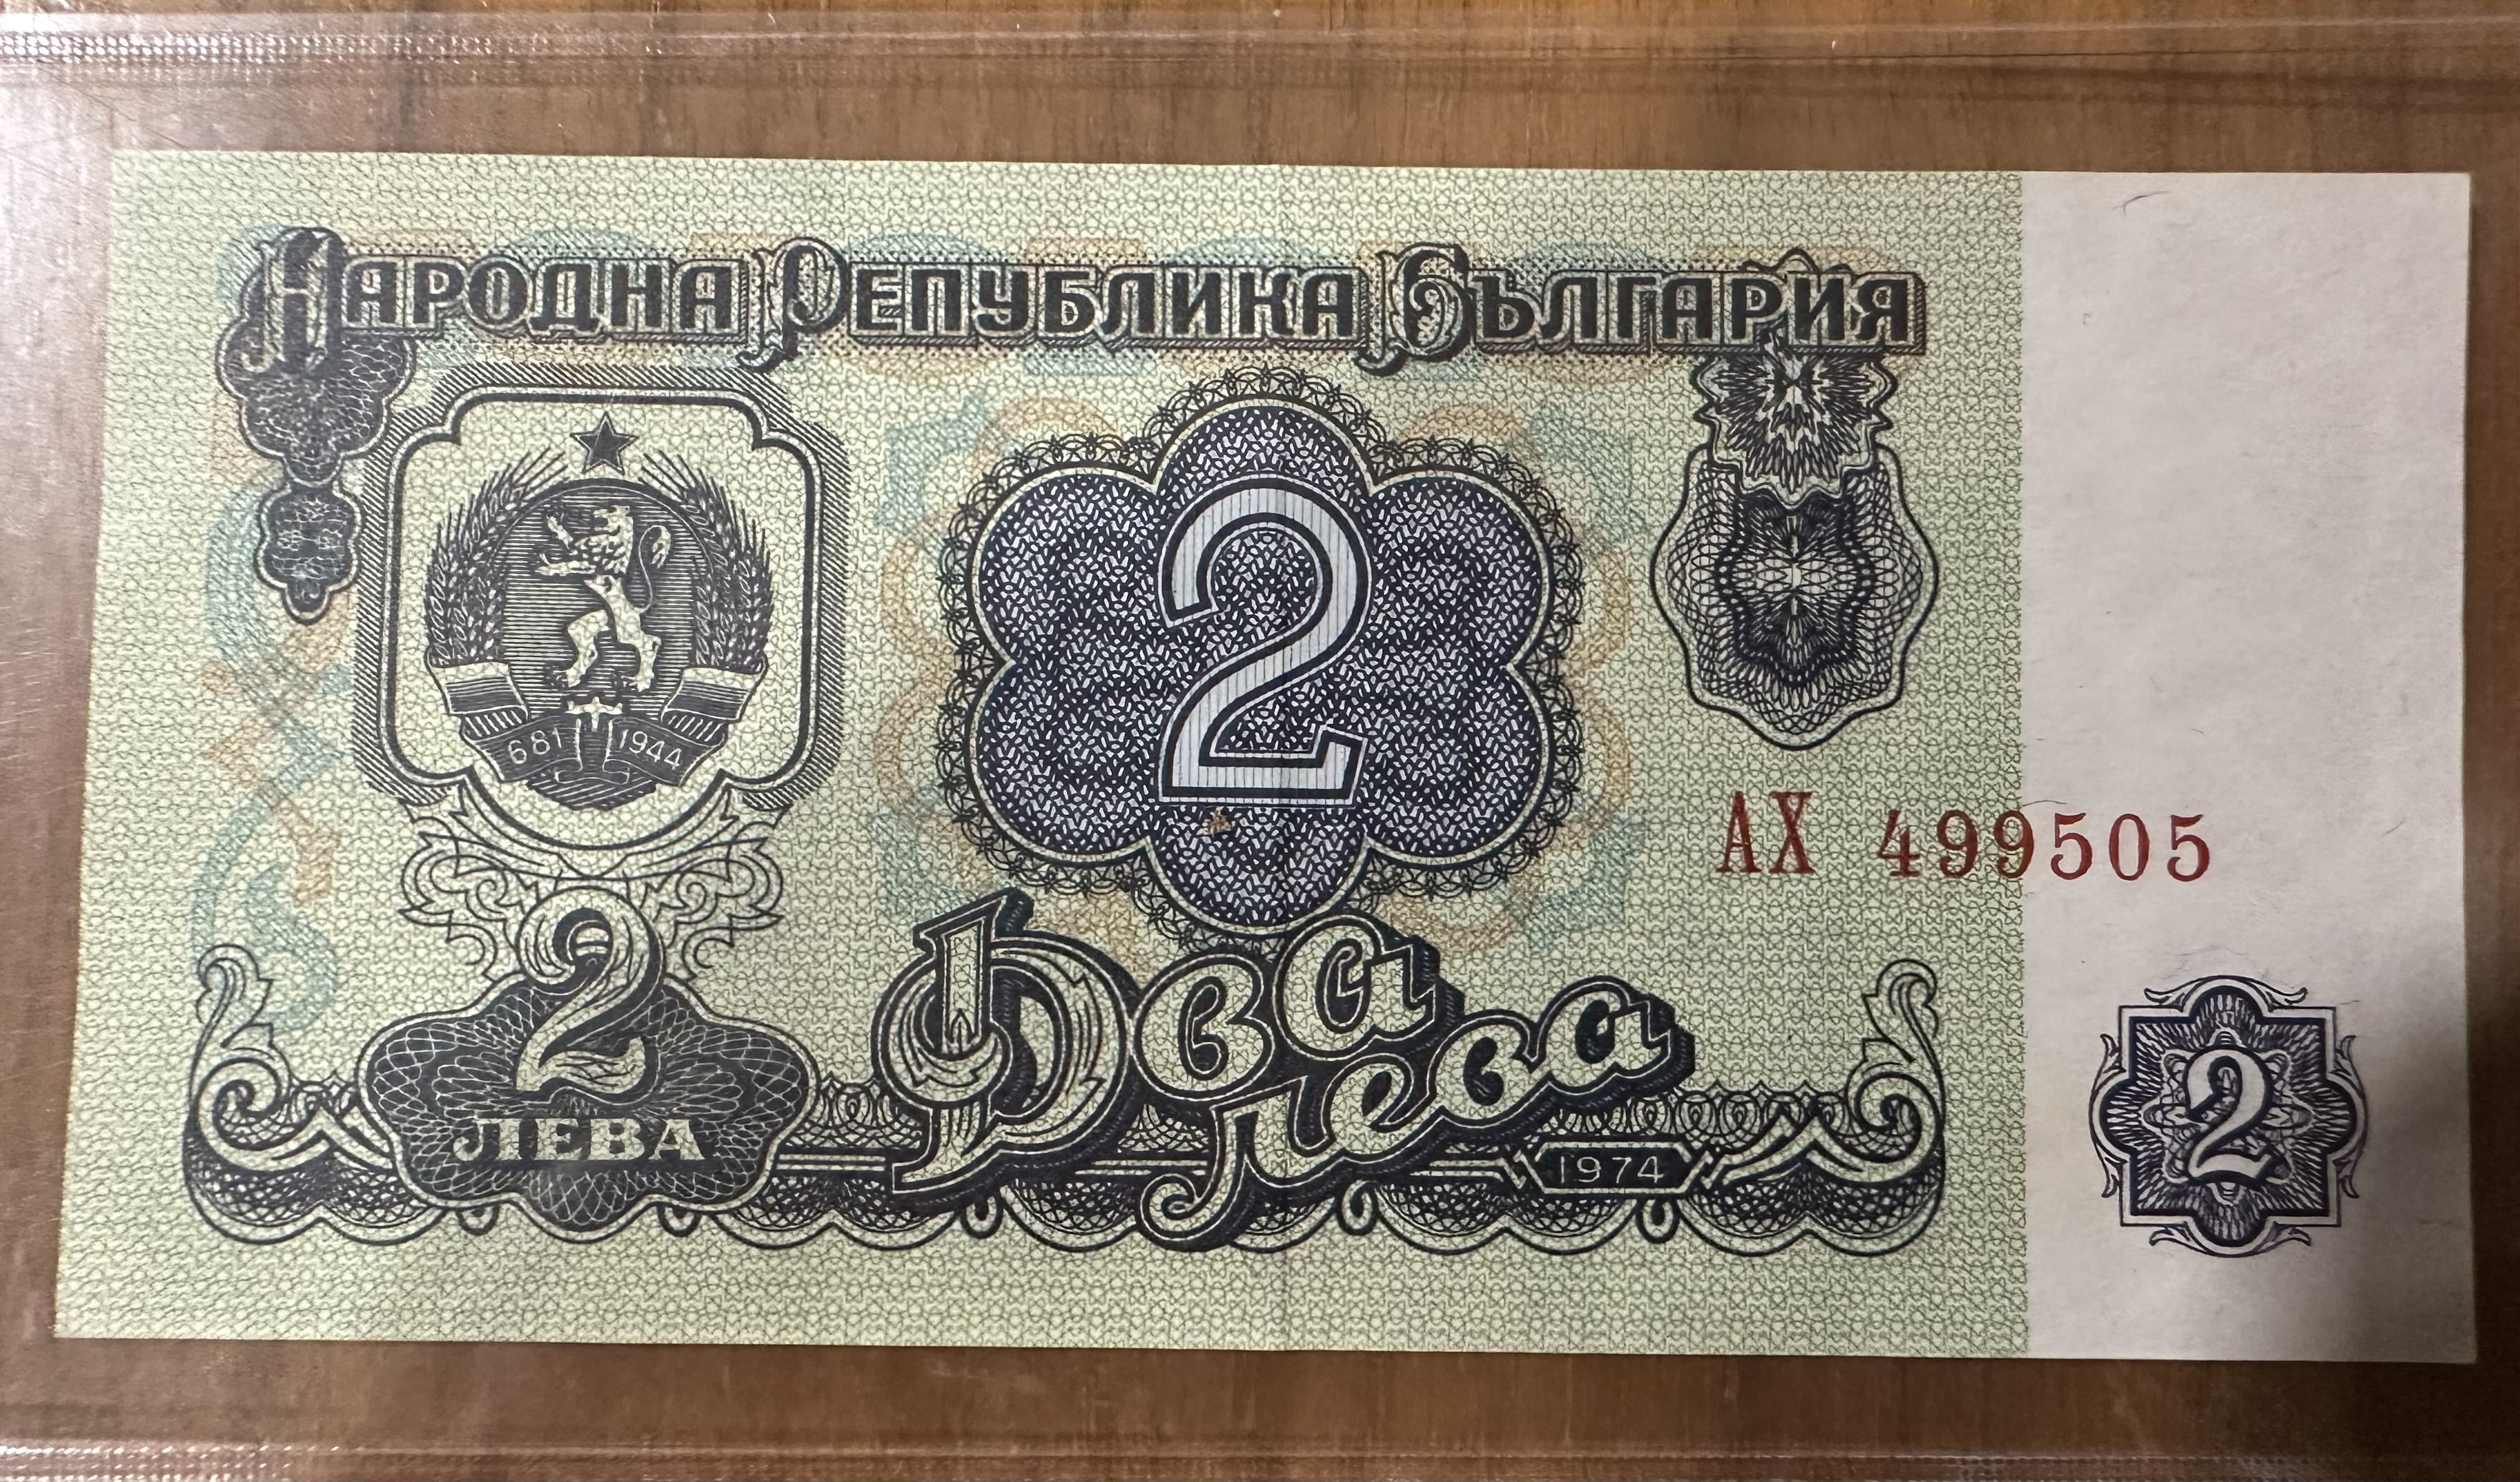 НАРОДНА РЕПУБЛИКА БЪЛГАРИЯ
681 1944
2
АХ 499505
2
ЛЕВА
Два
лева
1974
2